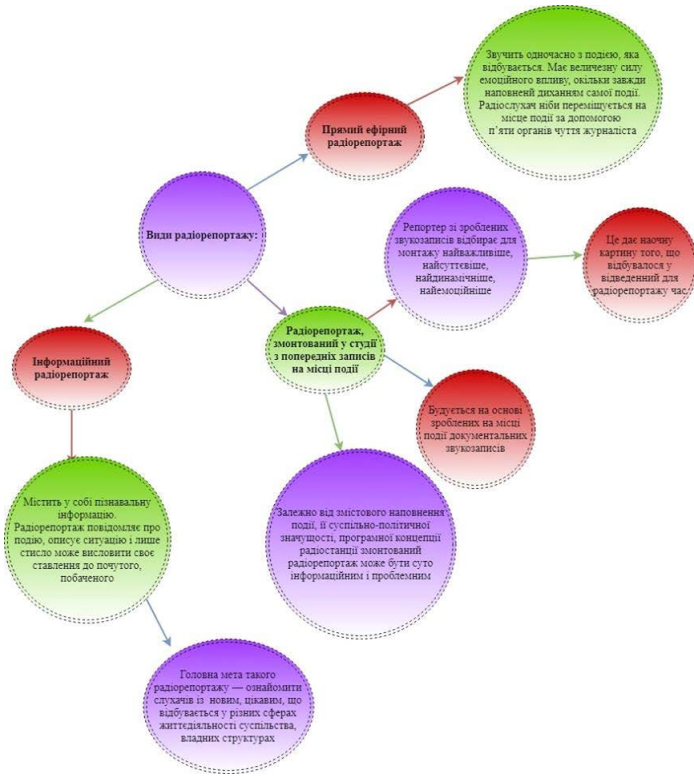 Звучить одночасно з подією, яка
відбувається. Має величезну силу
емоційного впливу, окільки завжди
наповнений диханням самої події.
Радіослухач ніби переміщується на
місце події за допомогою
п'яти органів чуття журналіста
Прямий ефірний
радіорепортаж
Види радіорепортажу:
Репортер зі зроблених
звукозаписів відбирає для
монтажу найважливіше,
найсуттєвіше,
найдинамічніше,
найемоційніше
Це дає наочну
картину того, що
відбувалося у
відведенний для
радіорепортажу час.
Радіорепортаж,
змонтований у студії
з попередніх записів
на місці події
Інформаційний
радіорепортаж
Будується на основі
зроблених на місці
події документальних
звукозаписів
Містить у собі пізнавальну
інформацію.
Радіорепортаж повідомляє про
подію, описує ситуацію і лише
стисло може висловити своє
ставлення до почутого,
побаченого
Залежно від змістового наповнення
події, її суспільно-політичної
значущості, програмної концепції
радіостанції змонтований
радіорепортаж може бути суто
інформаційним і проблемним
Головна мета такого
радіорепортажу — ознайомити
слухачів із новим, цікавим, що
відбувається у різних сферах
життєдіяльності суспільства,
владних структурах